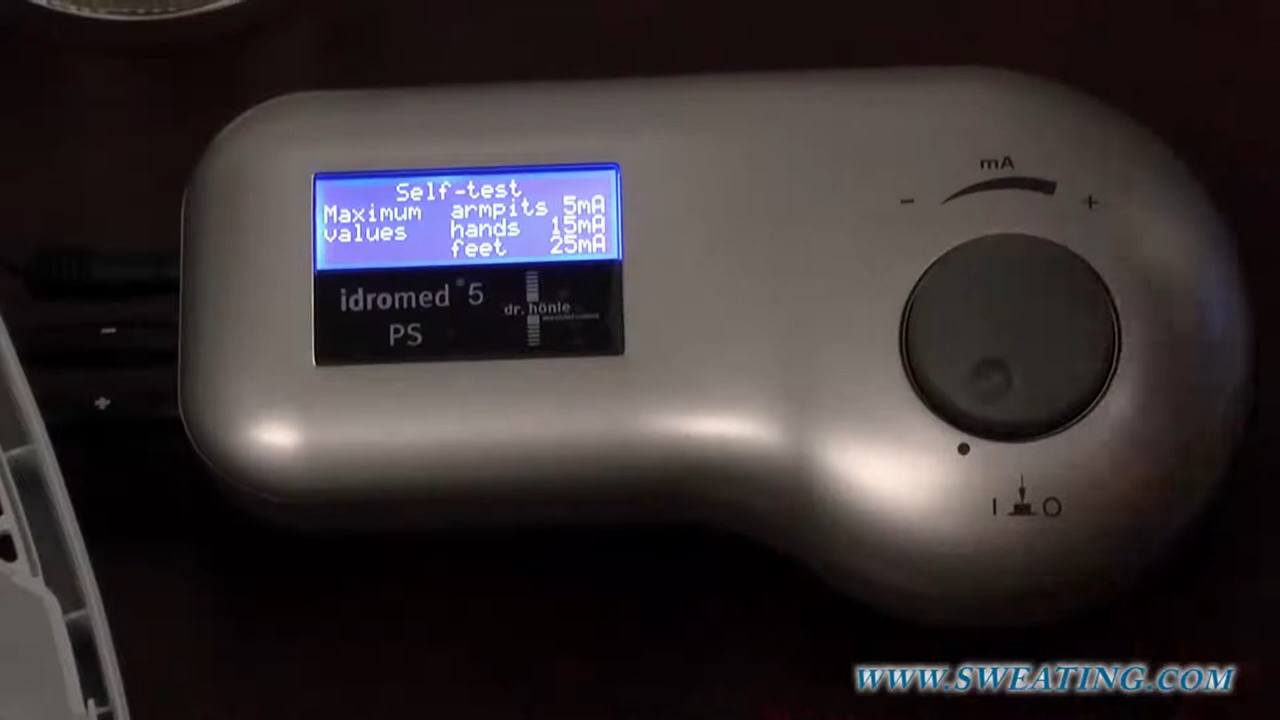 Self-test
Maximum armpits 5mA
values hands 15mA
feet 25mA
idromed® 5
PS
dr. hönle
mA
- +
-
+
I O
WWW.SWEATING.COM